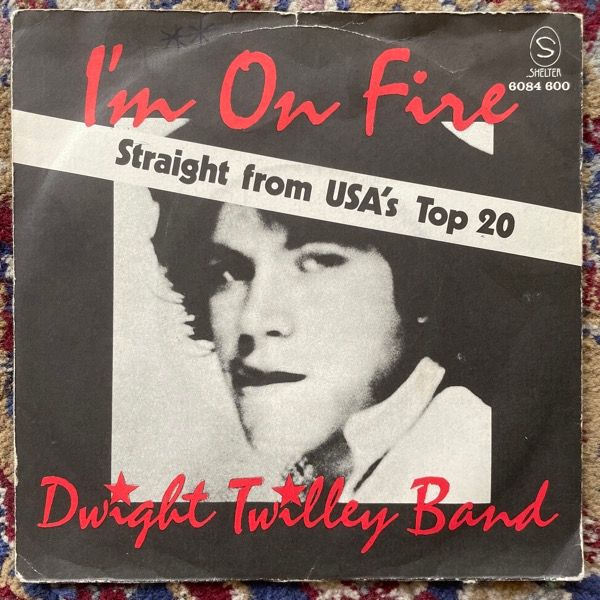 S
SHELTER
6084 600
I'm On Fire
Straight from USA's Top 20
Dwight Twilley Band